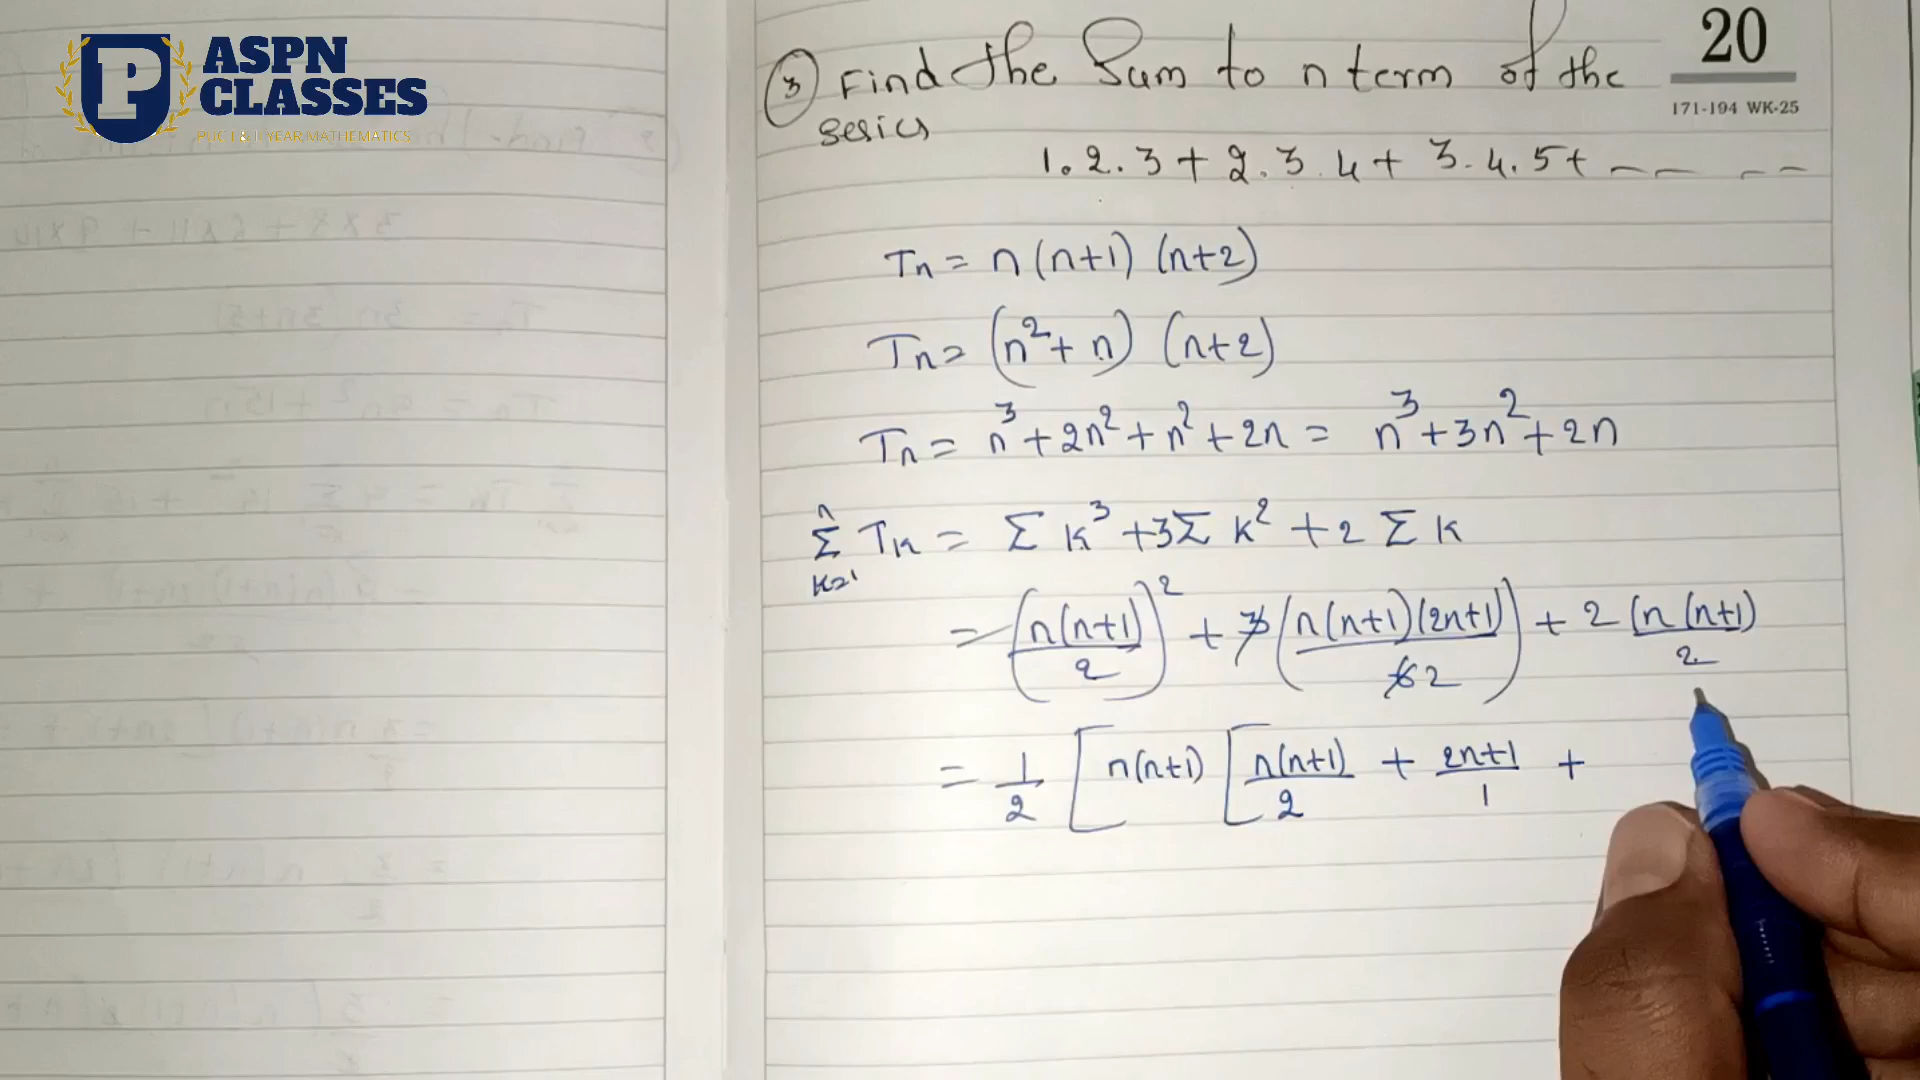 ASPN
CLASSES
PUC I & II YEAR MATHEMATICS
20
171-194 WK-25
③ Find the Sum to n term of the
series
1.2.3 + 2.3.4 + 3.4.5 + — — — —
Tn = n(n+1) (n+2)
Tn = (n² + n) (n+2)
Tn = n³ + 2n² + n² + 2n = n³ + 3n² + 2n
n
Σ Tk = Σ k³ + 3Σ k² + 2 Σ k
k=1
= (n(n+1)/2)² + 3(n(n+1)(2n+1)/6 2) + 2 (n(n+1)/2
= 1/2 [ n(n+1) [ n(n+1)/2 + 2n+1/1 +